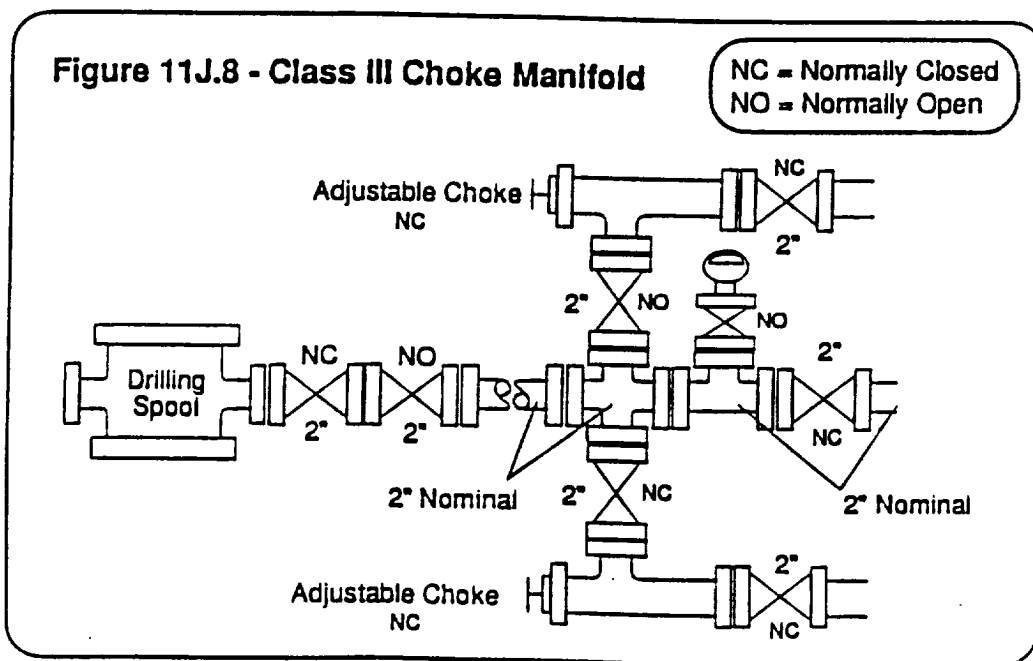 Figure 11J.8 - Class III Choke Manifold
NC = Normally Closed
NO = Normally Open
Adjustable Choke
NC
NC
2"
2"
NO
NO
Drilling
Spool
NC
2"
NO
2"
2"
NC
2" Nominal
2"
NC
2" Nominal
Adjustable Choke
NC
2"
NC